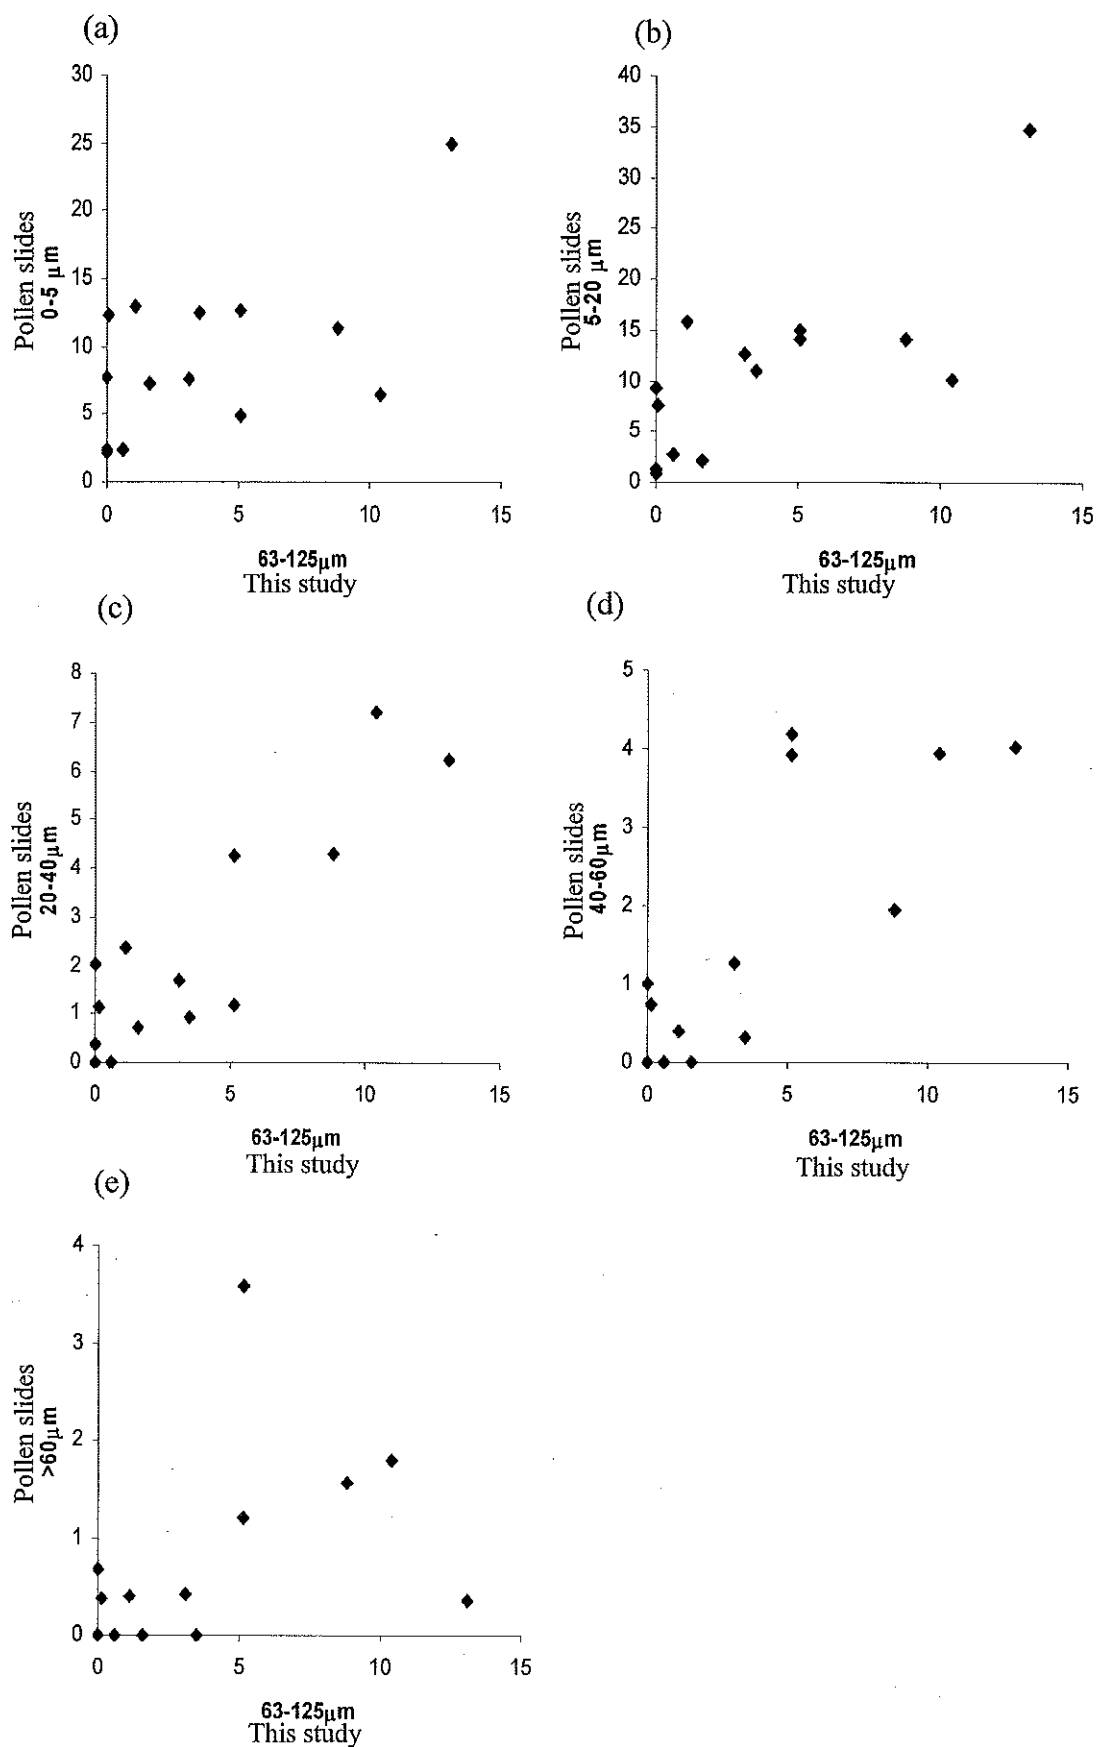 (a)
30
25
20
15
10
5
0
Pollen slides
0-5 μm
0 5 10 15
63-125μm
This study
(b)
40
35
30
25
20
15
10
5
0
Pollen slides
5-20 μm
0 5 10 15
63-125μm
This study
(c)
8
7
6
5
4
3
2
1
0
Pollen slides
20-40μm
0 5 10 15
63-125μm
This study
(d)
5
4
3
2
1
0
Pollen slides
40-60μm
0 5 10 15
63-125μm
This study
(e)
4
3
2
1
0
Pollen slides
>60μm
0 5 10 15
63-125μm
This study